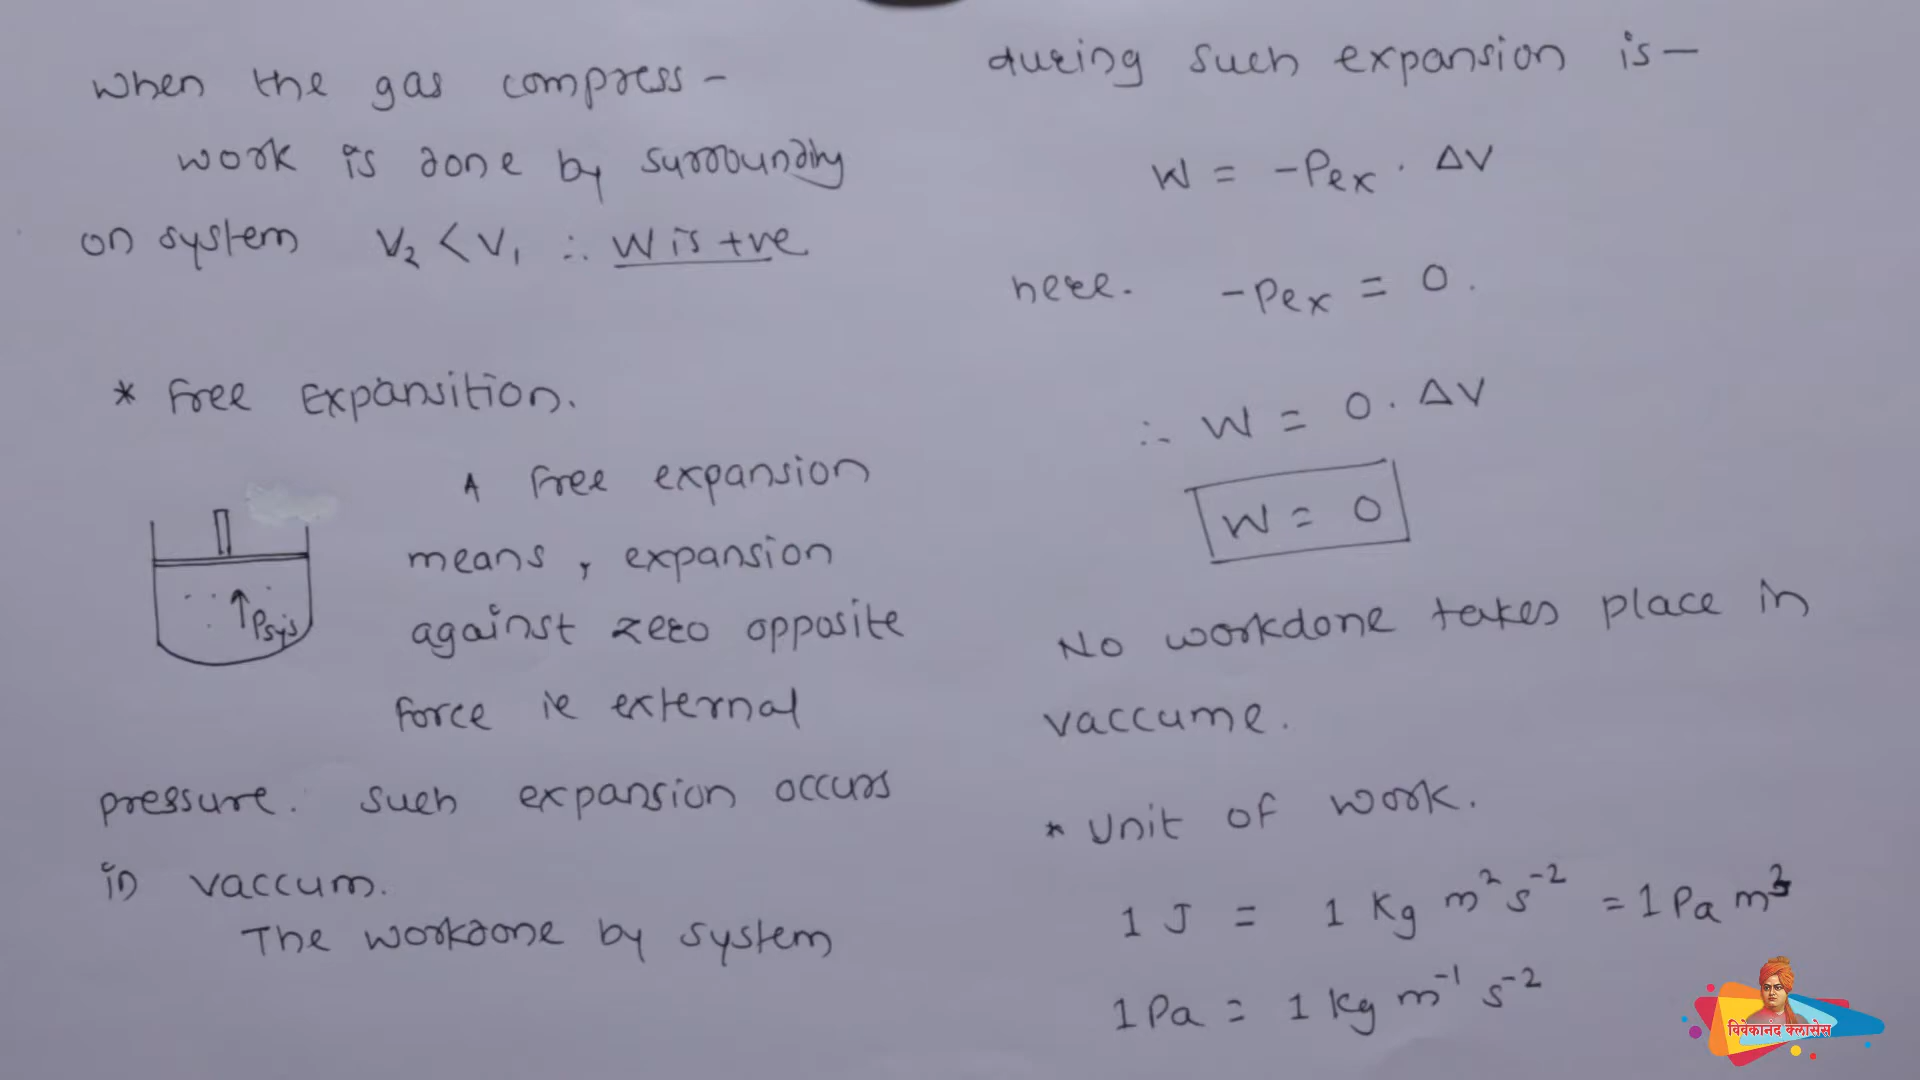 when the gas compress -
work is done by surrounding
on system V₂ < V₁ ∴ W is +ve
* Free Expansition.
A Free expansion
means, expansion
against zero opposite
force ie external
pressure. Such expansion occurs
in vaccum.
The workdone by system
Psys
during such expansion is -
W = -Pex . ΔV
here. -Pex = 0.
∴ W = 0 . ΔV
W = 0
No workdone takes place in
vaccume.
* Unit of work.
1 J = 1 Kg m² s⁻² = 1 Pa m³
1 Pa = 1 Kg m⁻¹ s⁻²
विवेकानंद क्लासेस